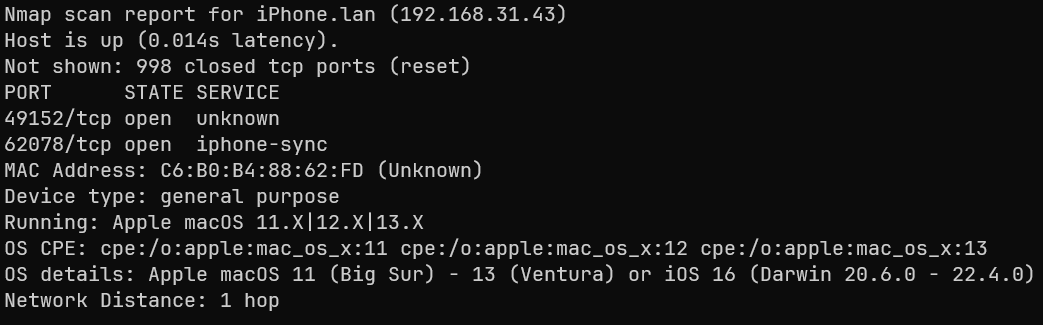 Nmap scan report for iPhone.lan (192.168.31.43)
Host is up (0.014s latency).
Not shown: 998 closed tcp ports (reset)
PORT      STATE SERVICE
49152/tcp open  unknown
62078/tcp open  iphone-sync
MAC Address: C6:B0:B4:88:62:FD (Unknown)
Device type: general purpose
Running: Apple macOS 11.X|12.X|13.X
OS CPE: cpe:/o:apple:mac_os_x:11 cpe:/o:apple:mac_os_x:12 cpe:/o:apple:mac_os_x:13
OS details: Apple macOS 11 (Big Sur) - 13 (Ventura) or iOS 16 (Darwin 20.6.0 - 22.4.0)
Network Distance: 1 hop